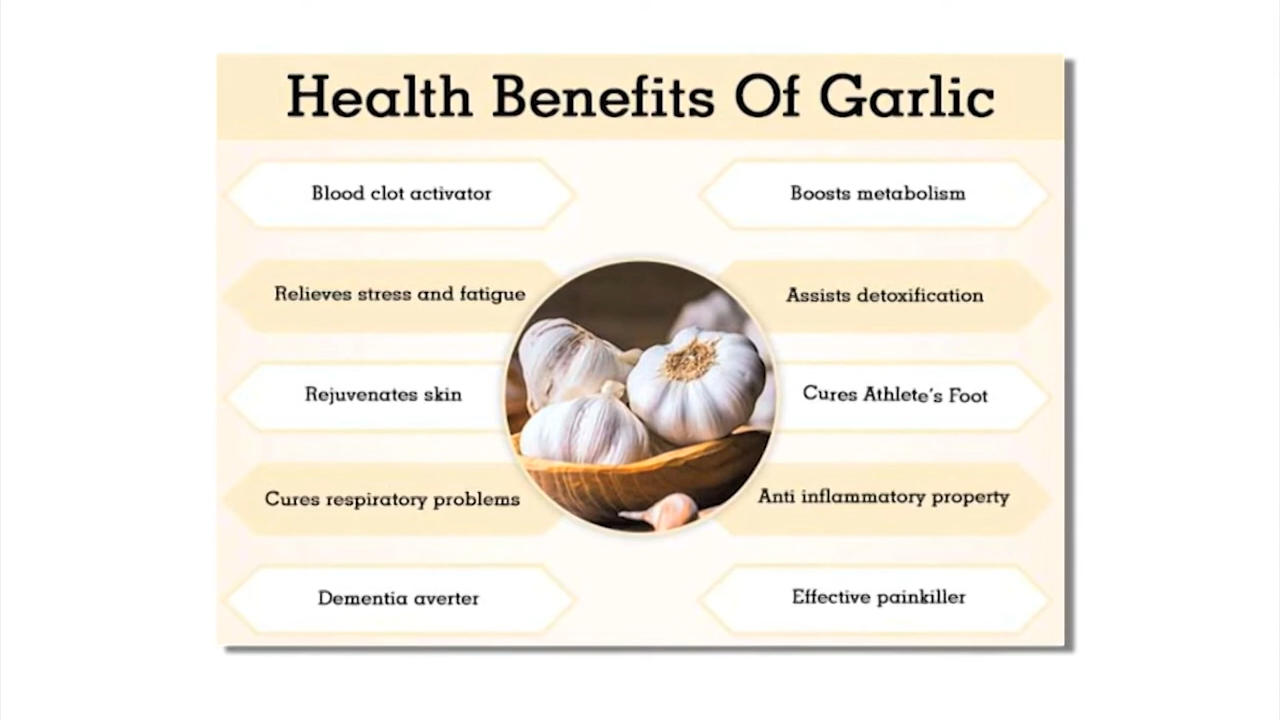 Health Benefits Of Garlic
Blood clot activator
Relieves stress and fatigue
Rejuvenates skin
Cures respiratory problems
Dementia averter
Boosts metabolism
Assists detoxification
Cures Athlete's Foot
Anti inflammatory property
Effective painkiller